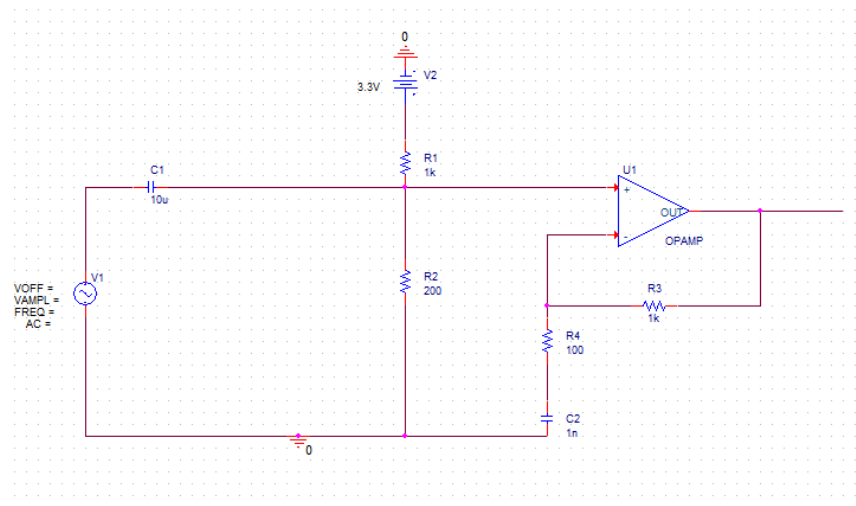 0
V2
3.3V
R1
1k
C1
10u
U1
+
OUT
-
OPAMP
V1
VOFF =
VAMPL =
FREQ =
AC =
R2
200
R3
1k
R4
100
C2
1n
0